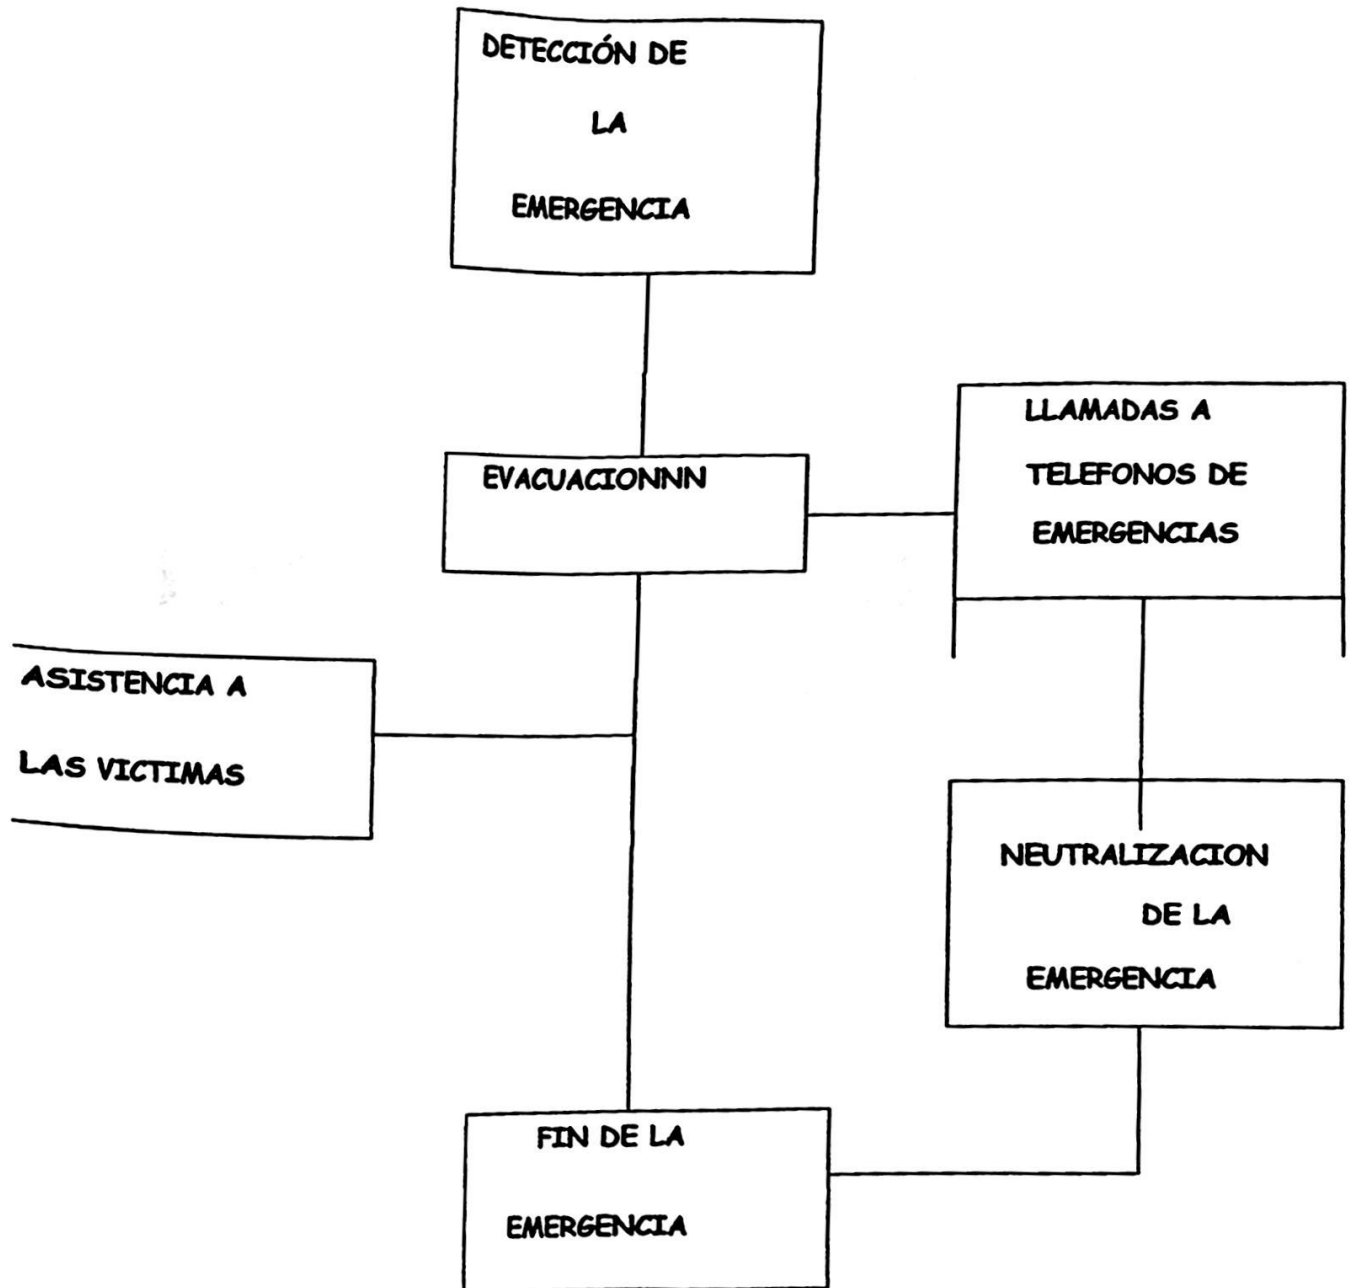 DETECCIÓN DE
LA
EMERGENCIA
EVACUACIONNN
LLAMADAS A
TELEFONOS DE
EMERGENCIAS
ASISTENCIA A
LAS VICTIMAS
NEUTRALIZACION
DE LA
EMERGENCIA
FIN DE LA
EMERGENCIA